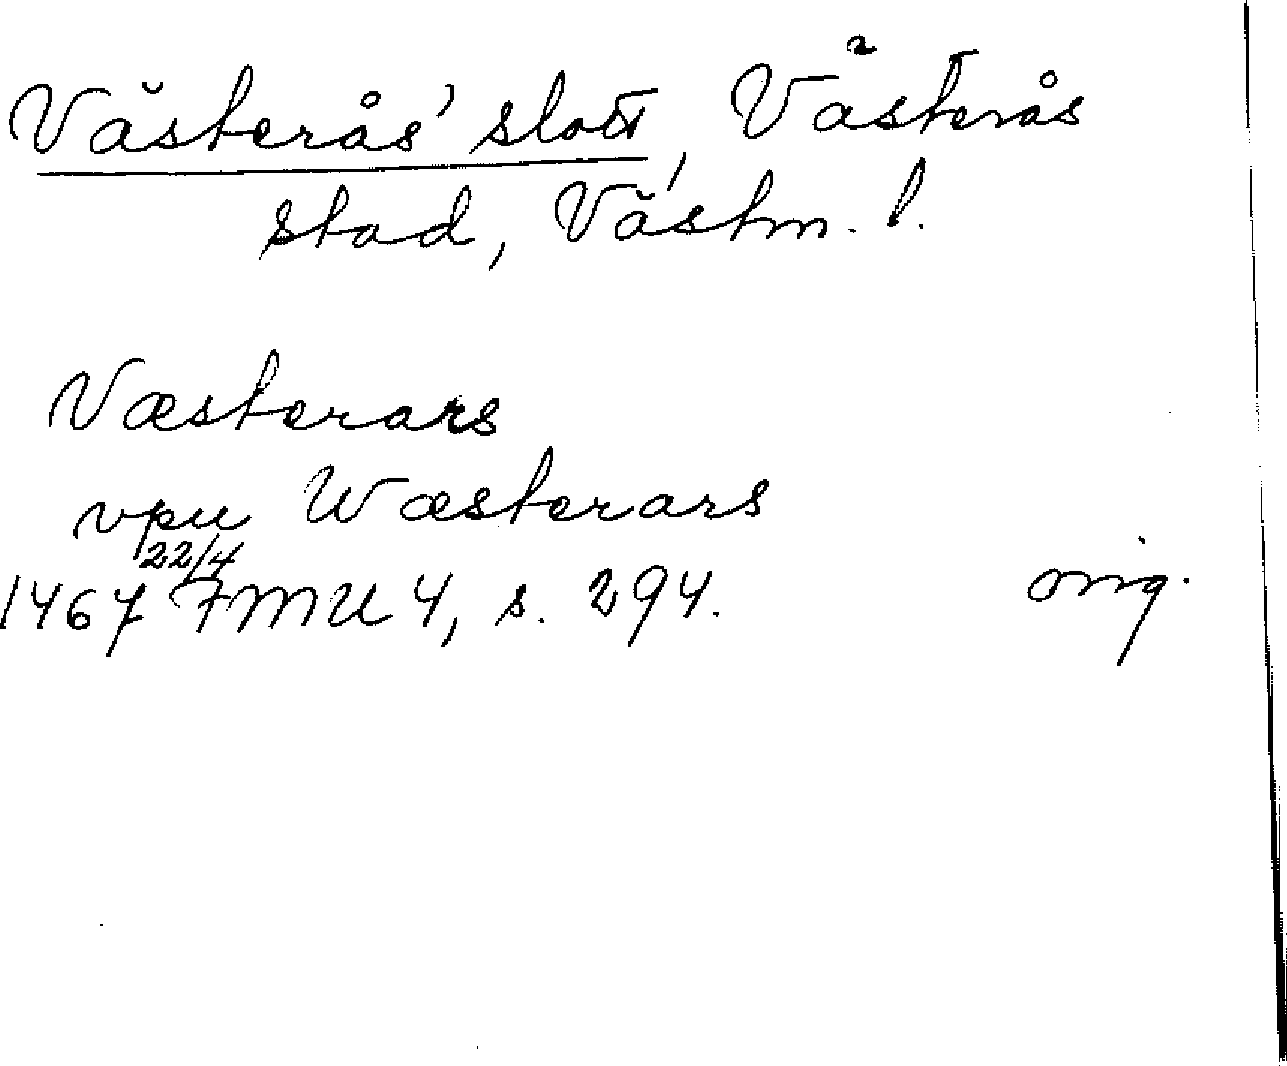 Västerås' slott, Västerås
stad, Västm. l.
Væsterars
vpu Wæsterars
22/4
1467 FMU 4, s. 294. orig.